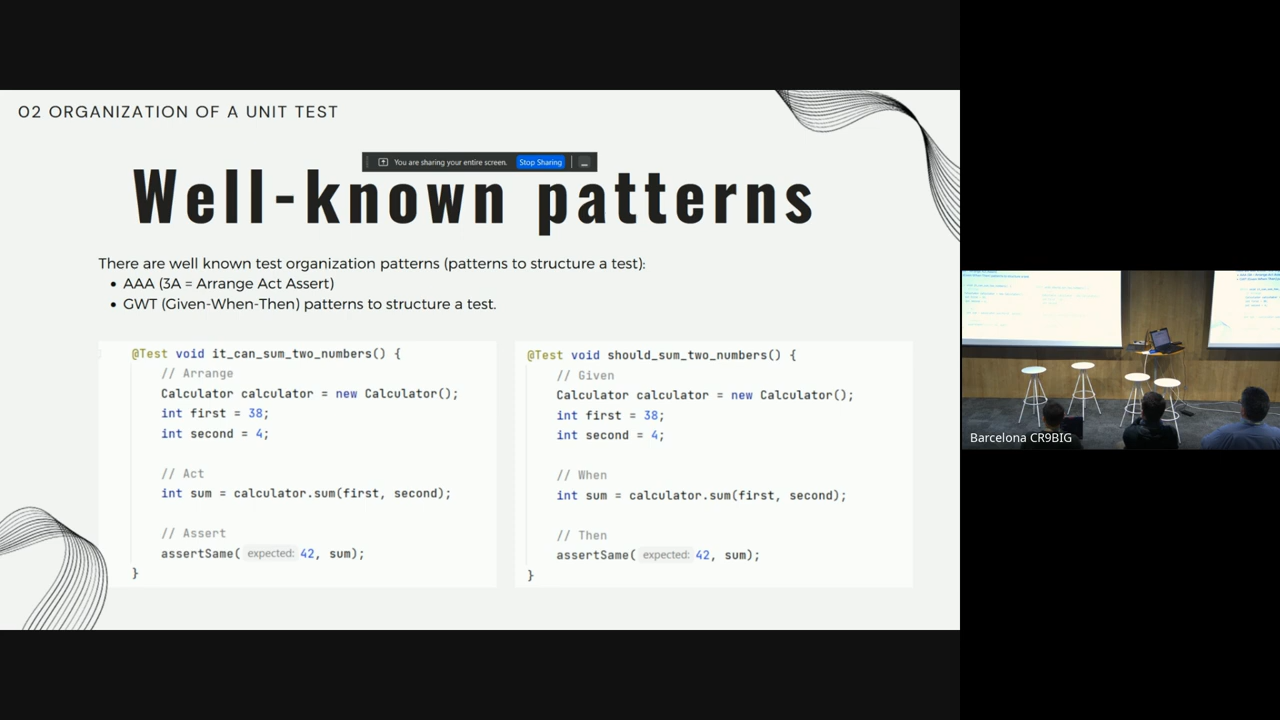 02 ORGANIZATION OF A UNIT TEST
You are sharing your entire screen. Stop Sharing
Well-known patterns
There are well known test organization patterns (patterns to structure a test):
• AAA (3A = Arrange Act Assert)
• GWT (Given-When-Then) patterns to structure a test.
@Test void it_can_sum_two_numbers() {
// Arrange
Calculator calculator = new Calculator();
int first = 38;
int second = 4;
// Act
int sum = calculator.sum(first, second);
// Assert
assertSame( expected: 42, sum);
}
@Test void should_sum_two_numbers() {
// Given
Calculator calculator = new Calculator();
int first = 38;
int second = 4;
// When
int sum = calculator.sum(first, second);
// Then
assertSame( expected: 42, sum);
}
Barcelona CR9BIG